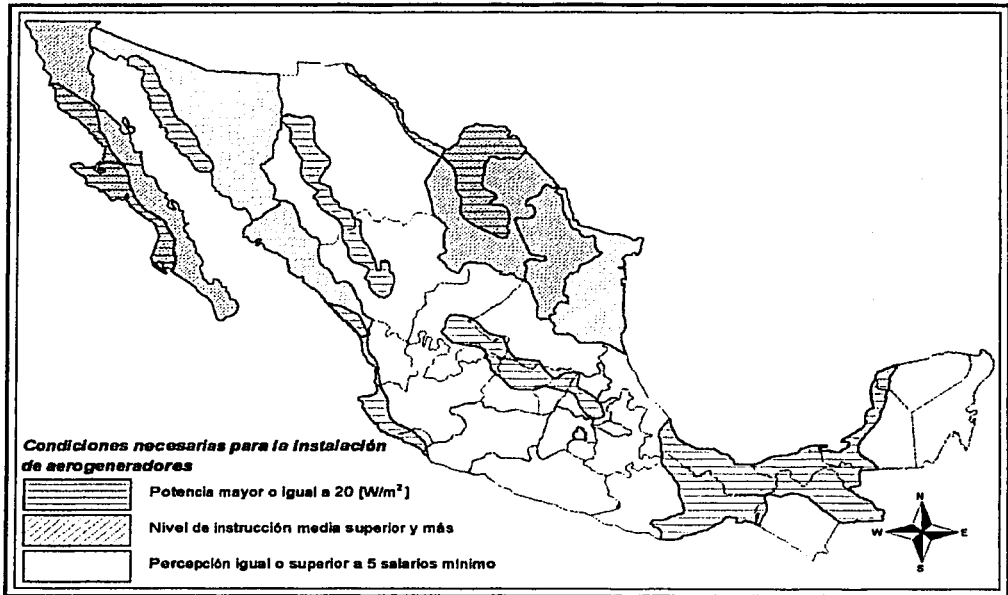 Condiciones necesarias para la instalación
de aerogeneradores
Potencia mayor o igual a 20 [W/m²]
Nivel de instrucción media superior y más
Percepción igual o superior a 5 salarios mínimo
N
W E
S